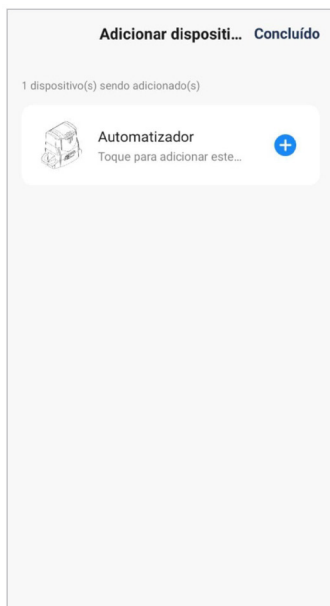 Adicionar dispositi... Concluído
1 dispositivo(s) sendo adicionado(s)
Automatizador
Toque para adicionar este...